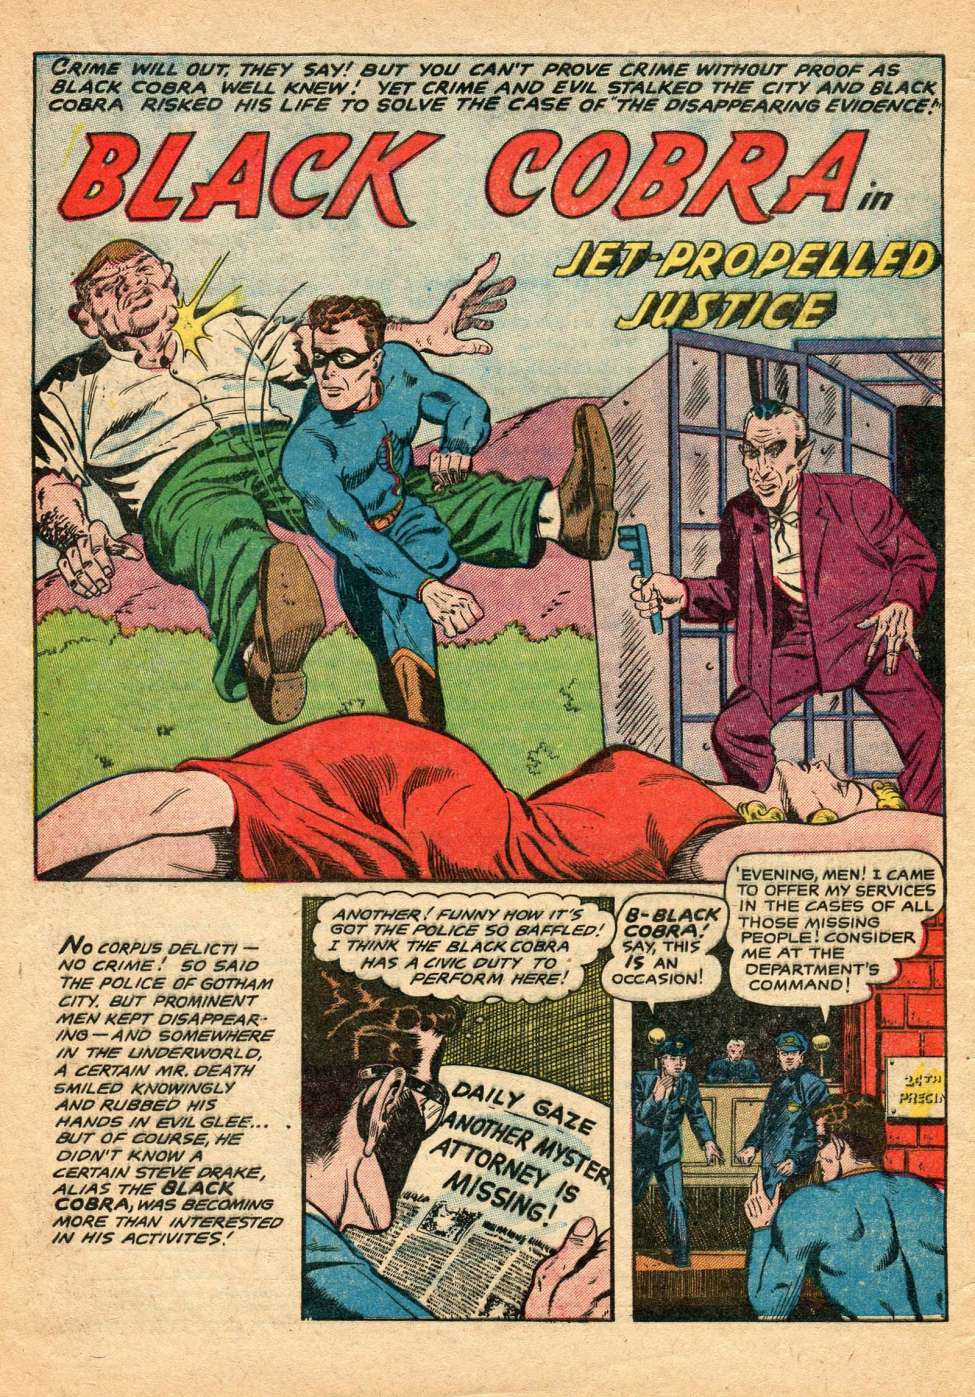 CRIME WILL OUT, THEY SAY! BUT YOU CAN'T PROVE CRIME WITHOUT PROOF AS
BLACK COBRA WELL KNEW! YET CRIME AND EVIL STALKED THE CITY AND BLACK
COBRA RISKED HIS LIFE TO SOLVE THE CASE OF "THE DISAPPEARING EVIDENCE!"
BLACK COBRA in
JET-PROPELLED
JUSTICE
NO CORPUS DELICTI —
NO CRIME! SO SAID
THE POLICE OF GOTHAM
CITY. BUT PROMINENT
MEN KEPT DISAPPEAR-
ING — AND SOMEWHERE
IN THE UNDERWORLD,
A CERTAIN MR. DEATH
SMILED KNOWINGLY
AND RUBBED HIS
HANDS IN EVIL GLEE...
BUT OF COURSE, HE
DIDN'T KNOW A
CERTAIN STEVE DRAKE,
ALIAS THE BLACK
COBRA, WAS BECOMING
MORE THAN INTERESTED
IN HIS ACTIVITES!
ANOTHER! FUNNY HOW IT'S
GOT THE POLICE SO BAFFLED!
I THINK THE BLACK COBRA
HAS A CIVIC DUTY TO
PERFORM HERE!
DAILY GAZE
ANOTHER MYSTER
ATTORNEY IS
MISSING!
B-BLACK
COBRA!
SAY, THIS
IS AN
OCCASION!
'EVENING, MEN! I CAME
TO OFFER MY SERVICES
IN THE CASES OF ALL
THOSE MISSING
PEOPLE! CONSIDER
ME AT THE
DEPARTMENT'S
COMMAND!
24TH
PRECIN